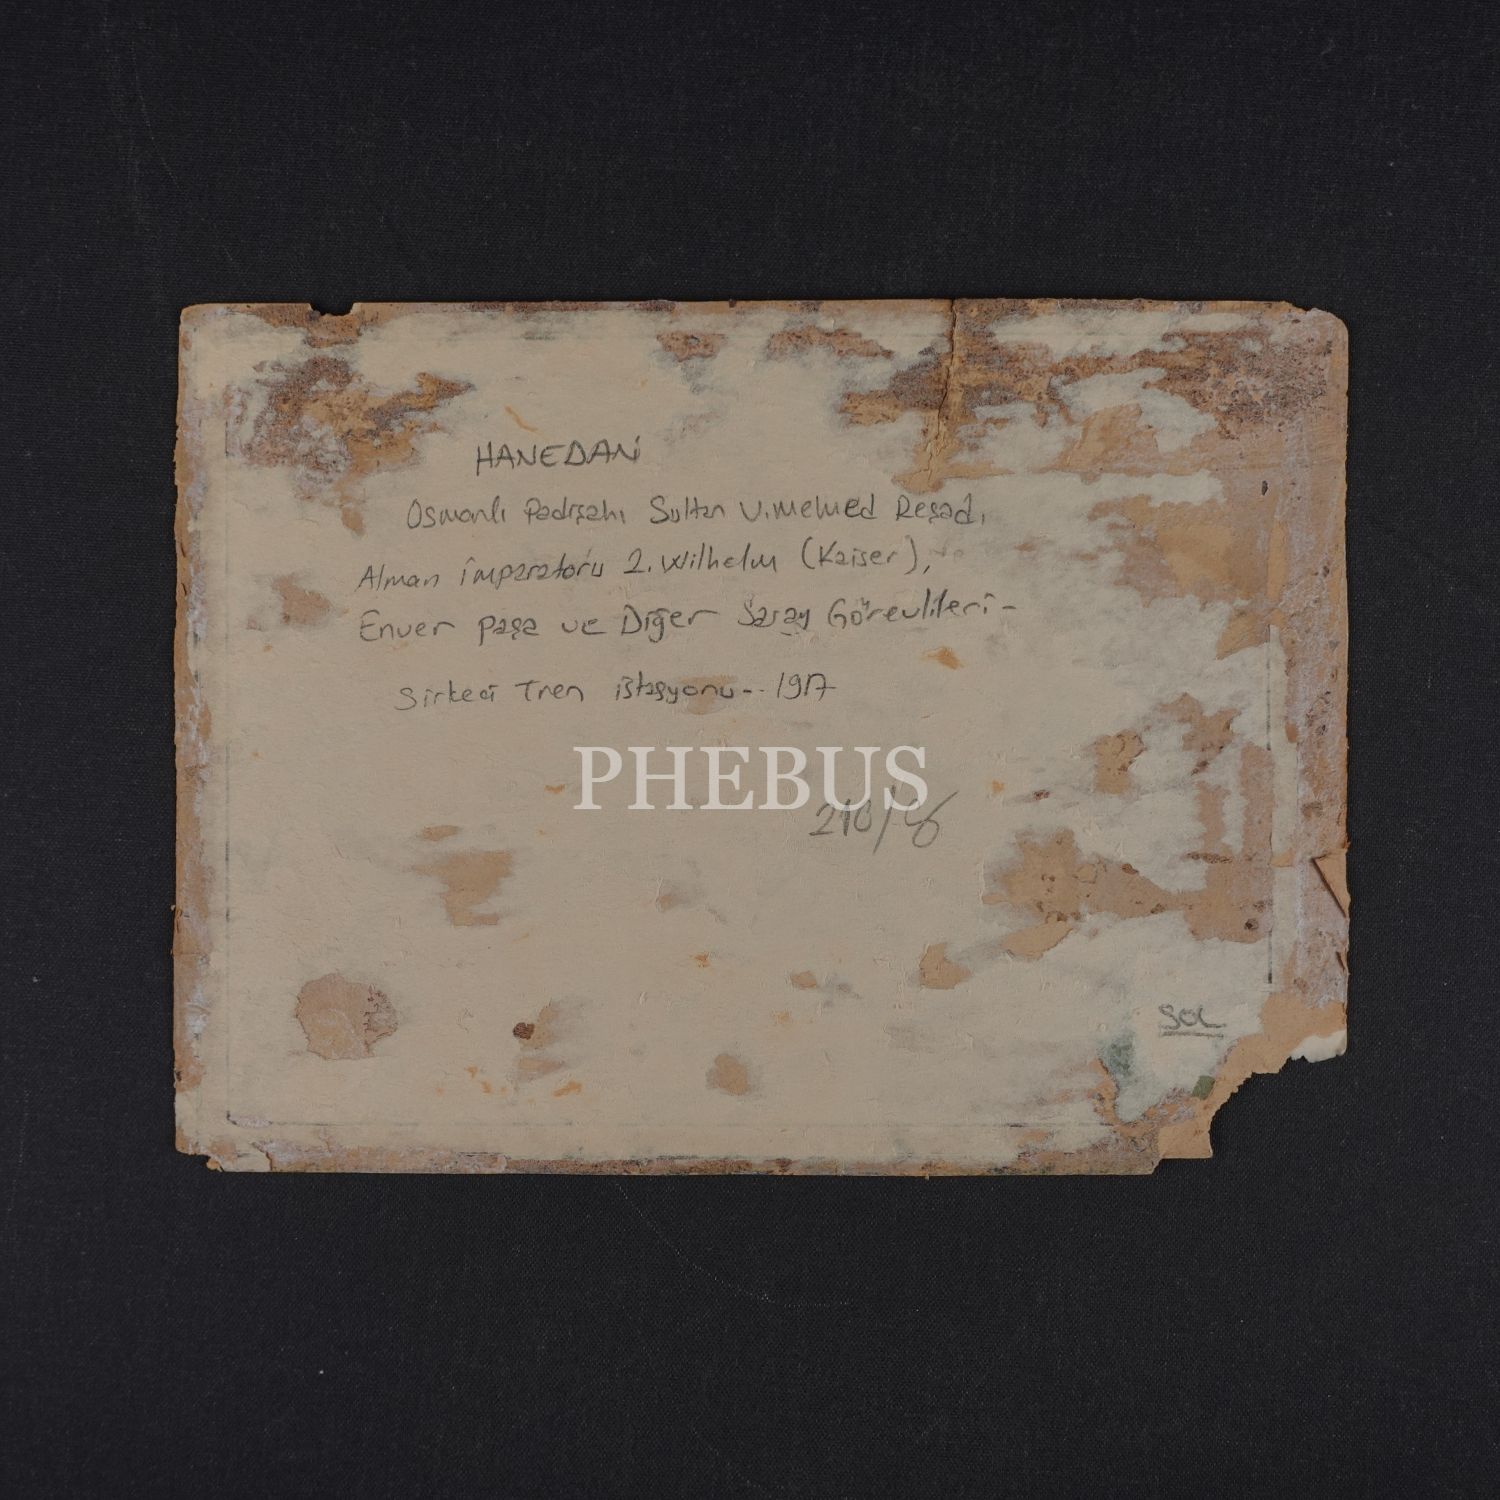 HANEDAN
Osmanlı Padişahı Sultan V. Mehmed Reşad,
Alman İmparatoru 2. Wilhelm (Kaiser),
Enver Paşa ve Diğer Saray Görevlileri -
Sirkeci Tren İstasyonu -- 1917
PHEBUS
SOL